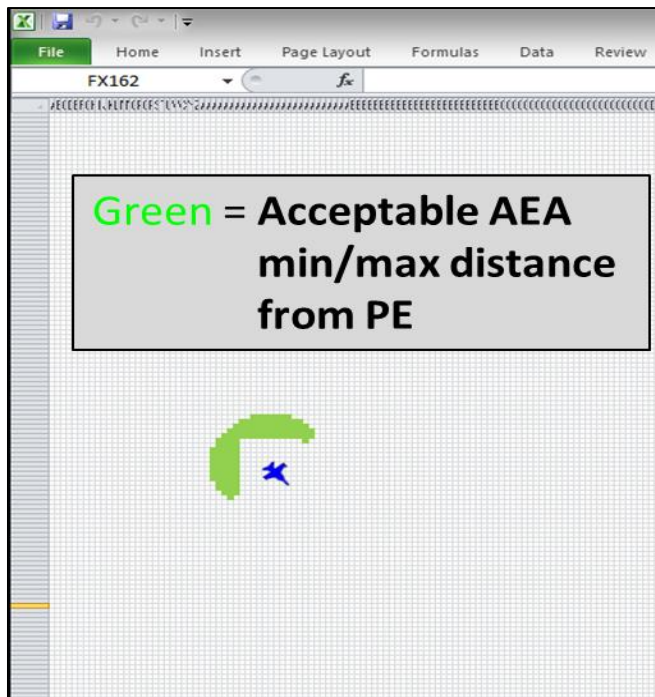 File Home Insert Page Layout Formulas Data Review
FX162 fx
Green = Acceptable AEA
min/max distance
from PE